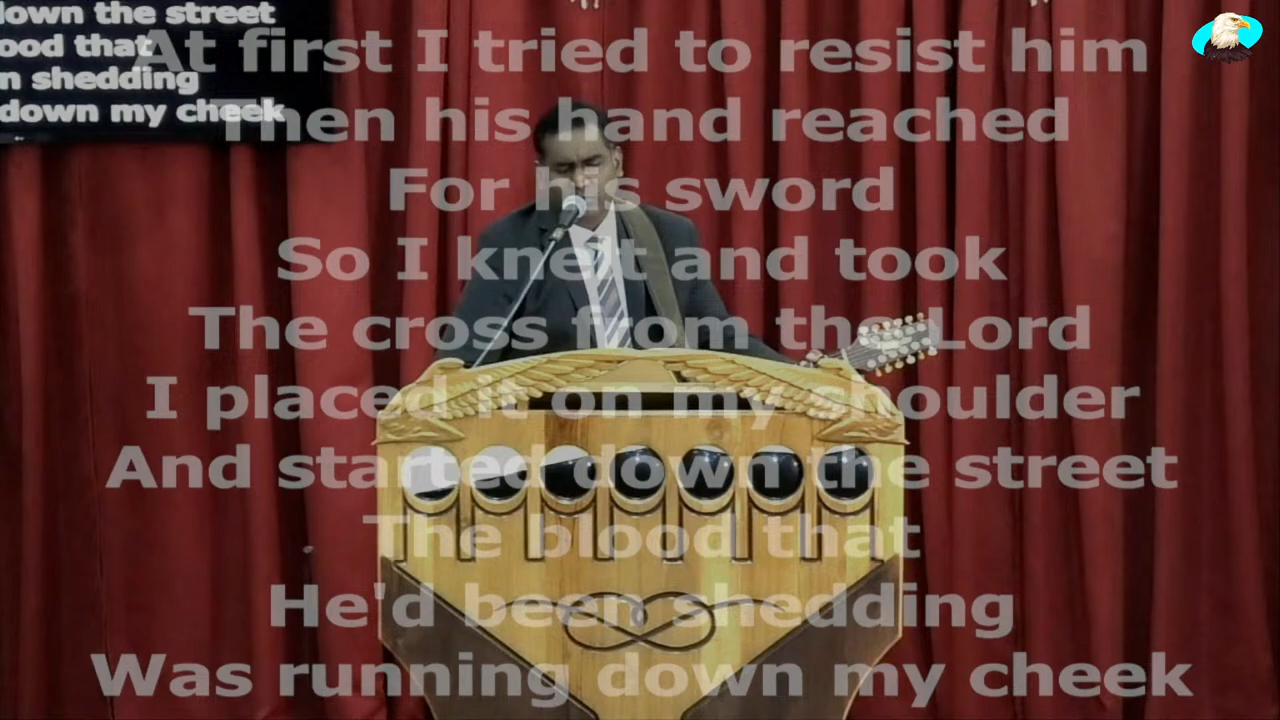 down the street
ood that
n shedding
down my cheek
At first I tried to resist him
Then his hand reached
For his sword
So I knelt and took
The cross from the Lord
I placed it on my shoulder
And started down the street
The blood that
He'd been shedding
Was running down my cheek